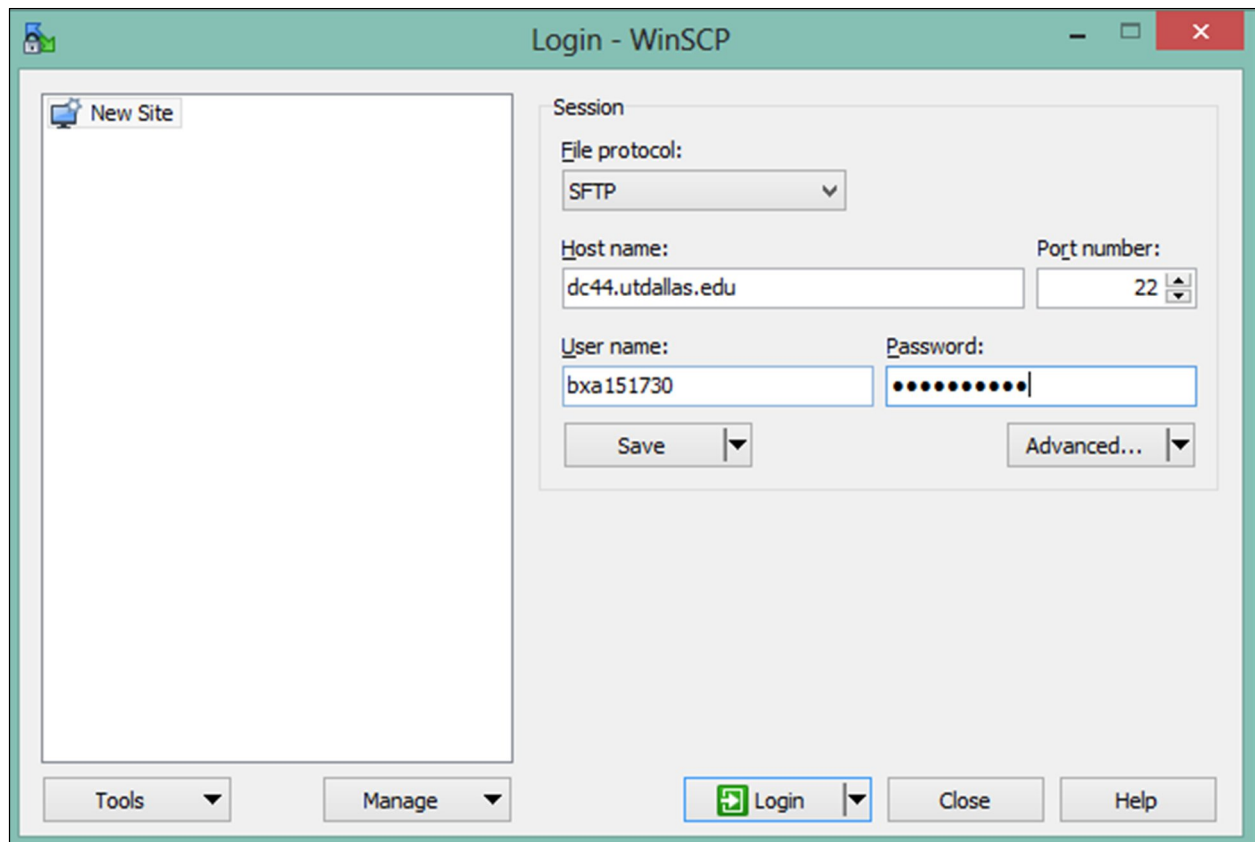 Login - WinSCP
New Site
Session
File protocol:
SFTP
Host name:
Port number:
dc44.utdallas.edu
22
User name:
Password:
bxa151730
••••••••••
Save
Advanced...
Tools
Manage
Login
Close
Help